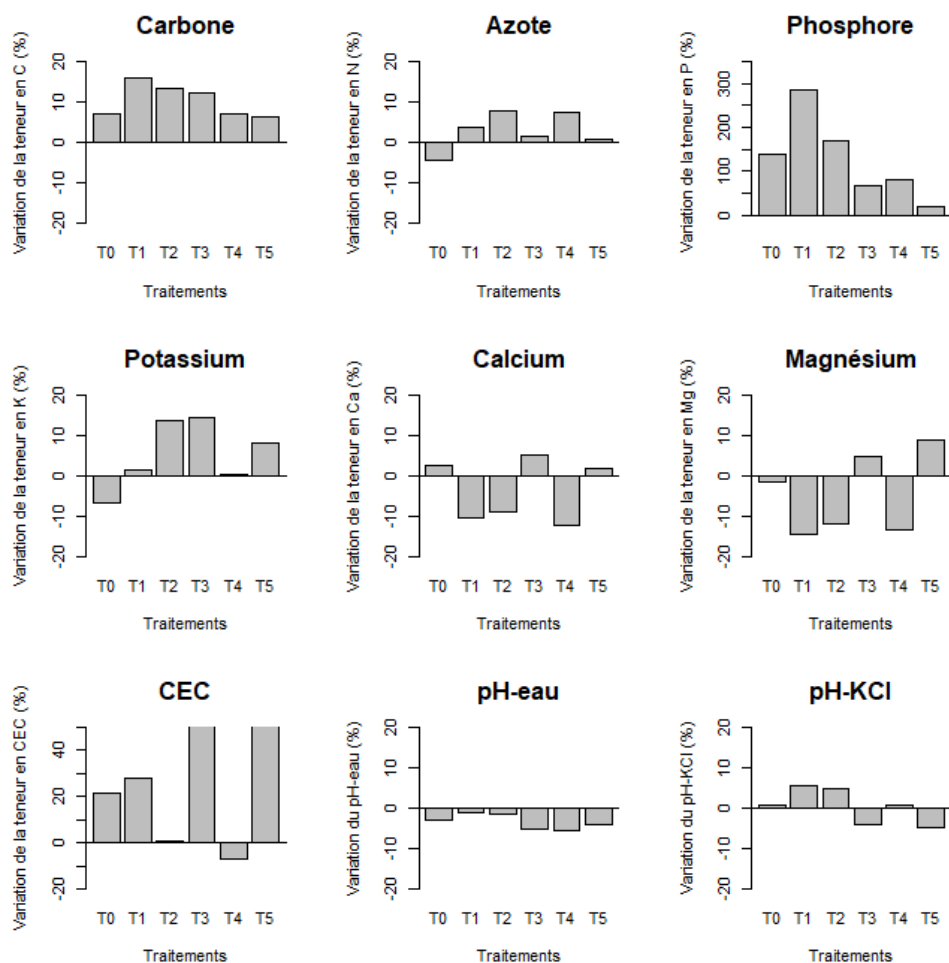 Carbone
Variation de la teneur en C (%)
20
10
0
-10
-20
T0 T1 T2 T3 T4 T5
Traitements
Azote
Variation de la teneur en N (%)
20
10
0
-10
-20
T0 T1 T2 T3 T4 T5
Traitements
Phosphore
Variation de la teneur en P (%)
300
200
100
0
T0 T1 T2 T3 T4 T5
Traitements
Potassium
Variation de la teneur en K (%)
20
10
0
-10
-20
T0 T1 T2 T3 T4 T5
Traitements
Calcium
Variation de la teneur en Ca (%)
20
10
0
-10
-20
T0 T1 T2 T3 T4 T5
Traitements
Magnésium
Variation de la teneur en Mg (%)
20
10
0
-10
-20
T0 T1 T2 T3 T4 T5
Traitements
CEC
Variation de la teneur en CEC (%)
40
20
0
-20
T0 T1 T2 T3 T4 T5
Traitements
pH-eau
Variation du pH-eau (%)
20
10
0
-10
-20
T0 T1 T2 T3 T4 T5
Traitements
pH-KCl
Variation du pH-KCl (%)
20
10
0
-10
-20
T0 T1 T2 T3 T4 T5
Traitements